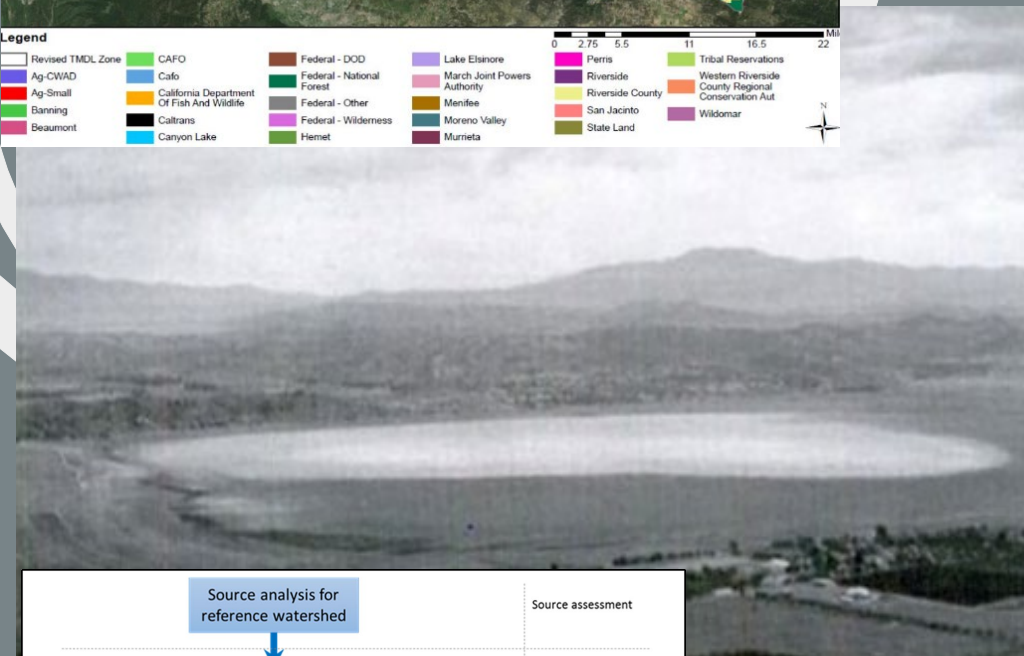 Legend
Revised TMDL Zone
Ag-CWAD
Ag-Small
Banning
Beaumont
CAFO
Cafo
California Department
Of Fish And Wildlife
Caltrans
Canyon Lake
Federal - DOD
Federal - National
Forest
Federal - Other
Federal - Wilderness
Hemet
Lake Elsinore
March Joint Powers
Authority
Menifee
Moreno Valley
Murrieta
Perris
Riverside
Riverside County
San Jacinto
State Land
Tribal Reservations
Western Riverside
County Regional
Conservation Aut
Wildomar
0 2.75 5.5 11 16.5 22
N
Source analysis for
reference watershed
Source assessment